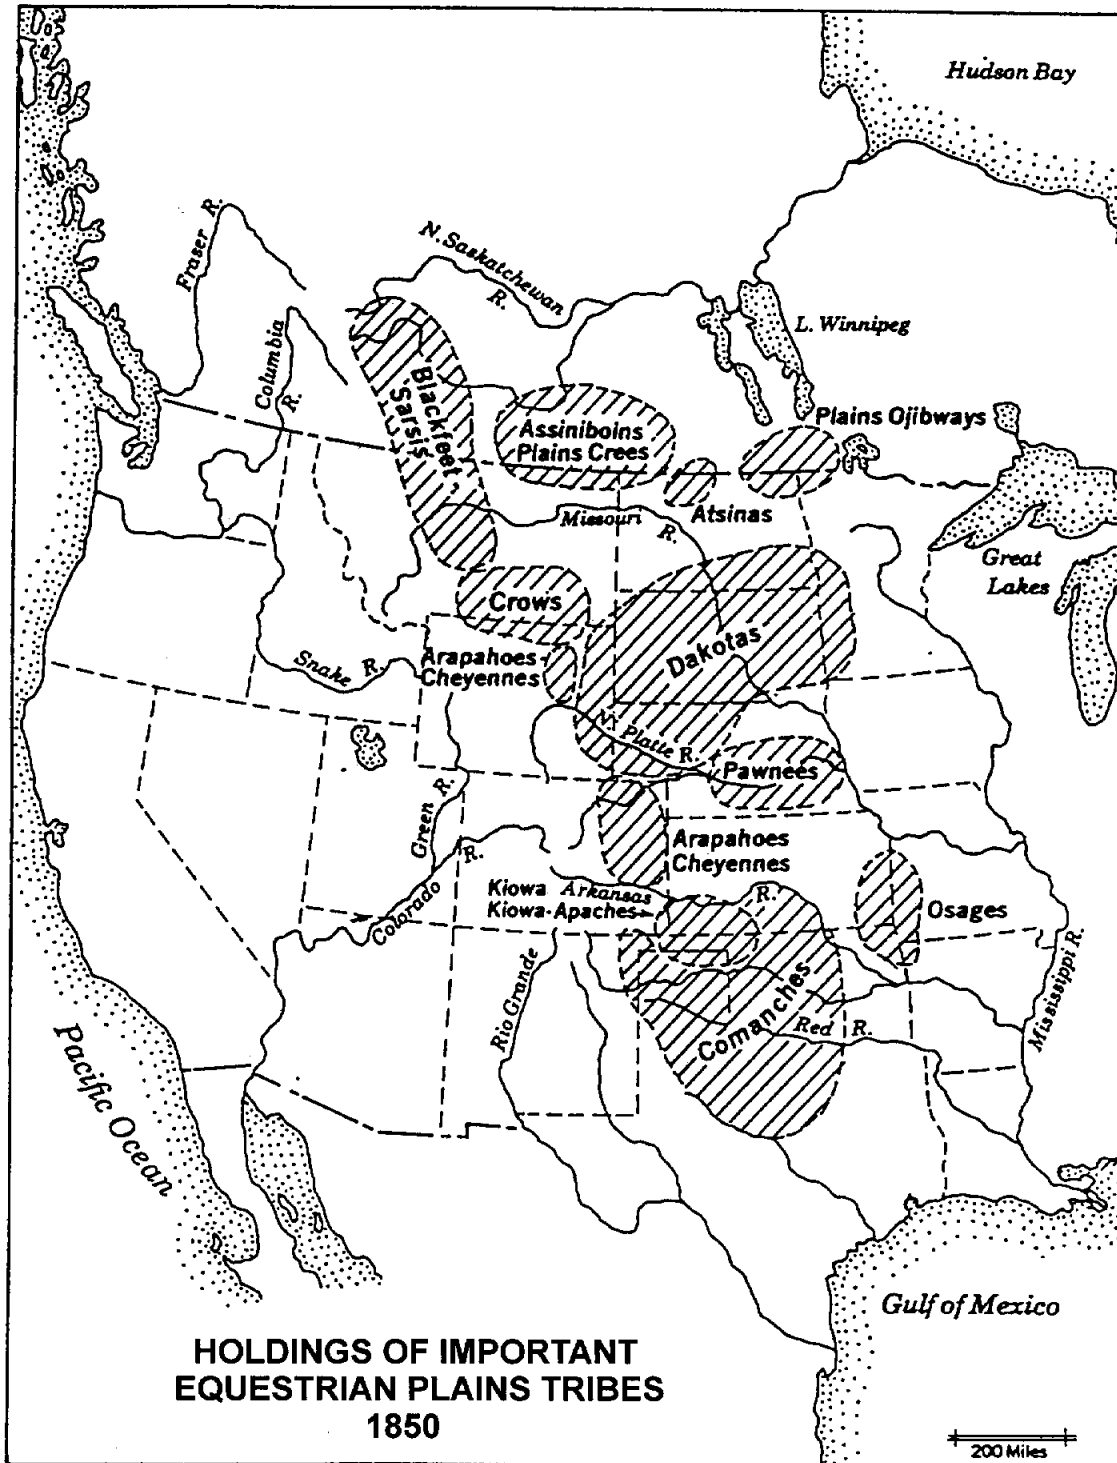 Hudson Bay
Fraser R.
N. Saskatchewan
R.
Columbia
R.
L. Winnipeg
Blackfeet
Sarsis
Assiniboins
Plains Crees
Plains Ojibways
Atsinas
Missouri
R.
Great
Lakes
Crows
Dakotas
Arapahoes
Cheyennes
Snake R.
N. Platte R.
Pawnees
Green R.
Arapahoes
Cheyennes
Colorado R.
Kiowa
Kiowa-Apaches
Arkansas
R.
Osages
Mississippi R.
Rio Grande
Comanches
Red R.
Pacific Ocean
Gulf of Mexico
HOLDINGS OF IMPORTANT
EQUESTRIAN PLAINS TRIBES
1850
200 Miles